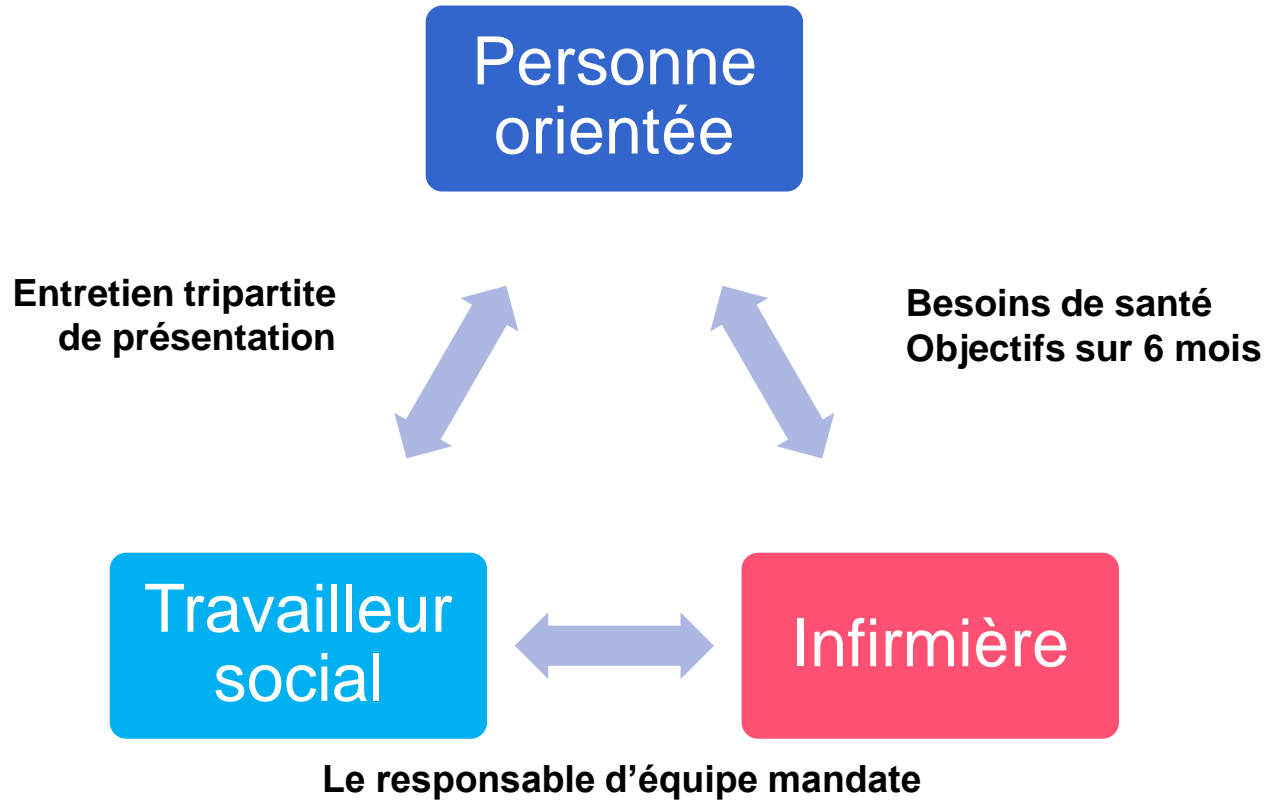 Personne
orientée
Entretien tripartite
de présentation
Besoins de santé
Objectifs sur 6 mois
Travailleur
social
Infirmière
Le responsable d’équipe mandate